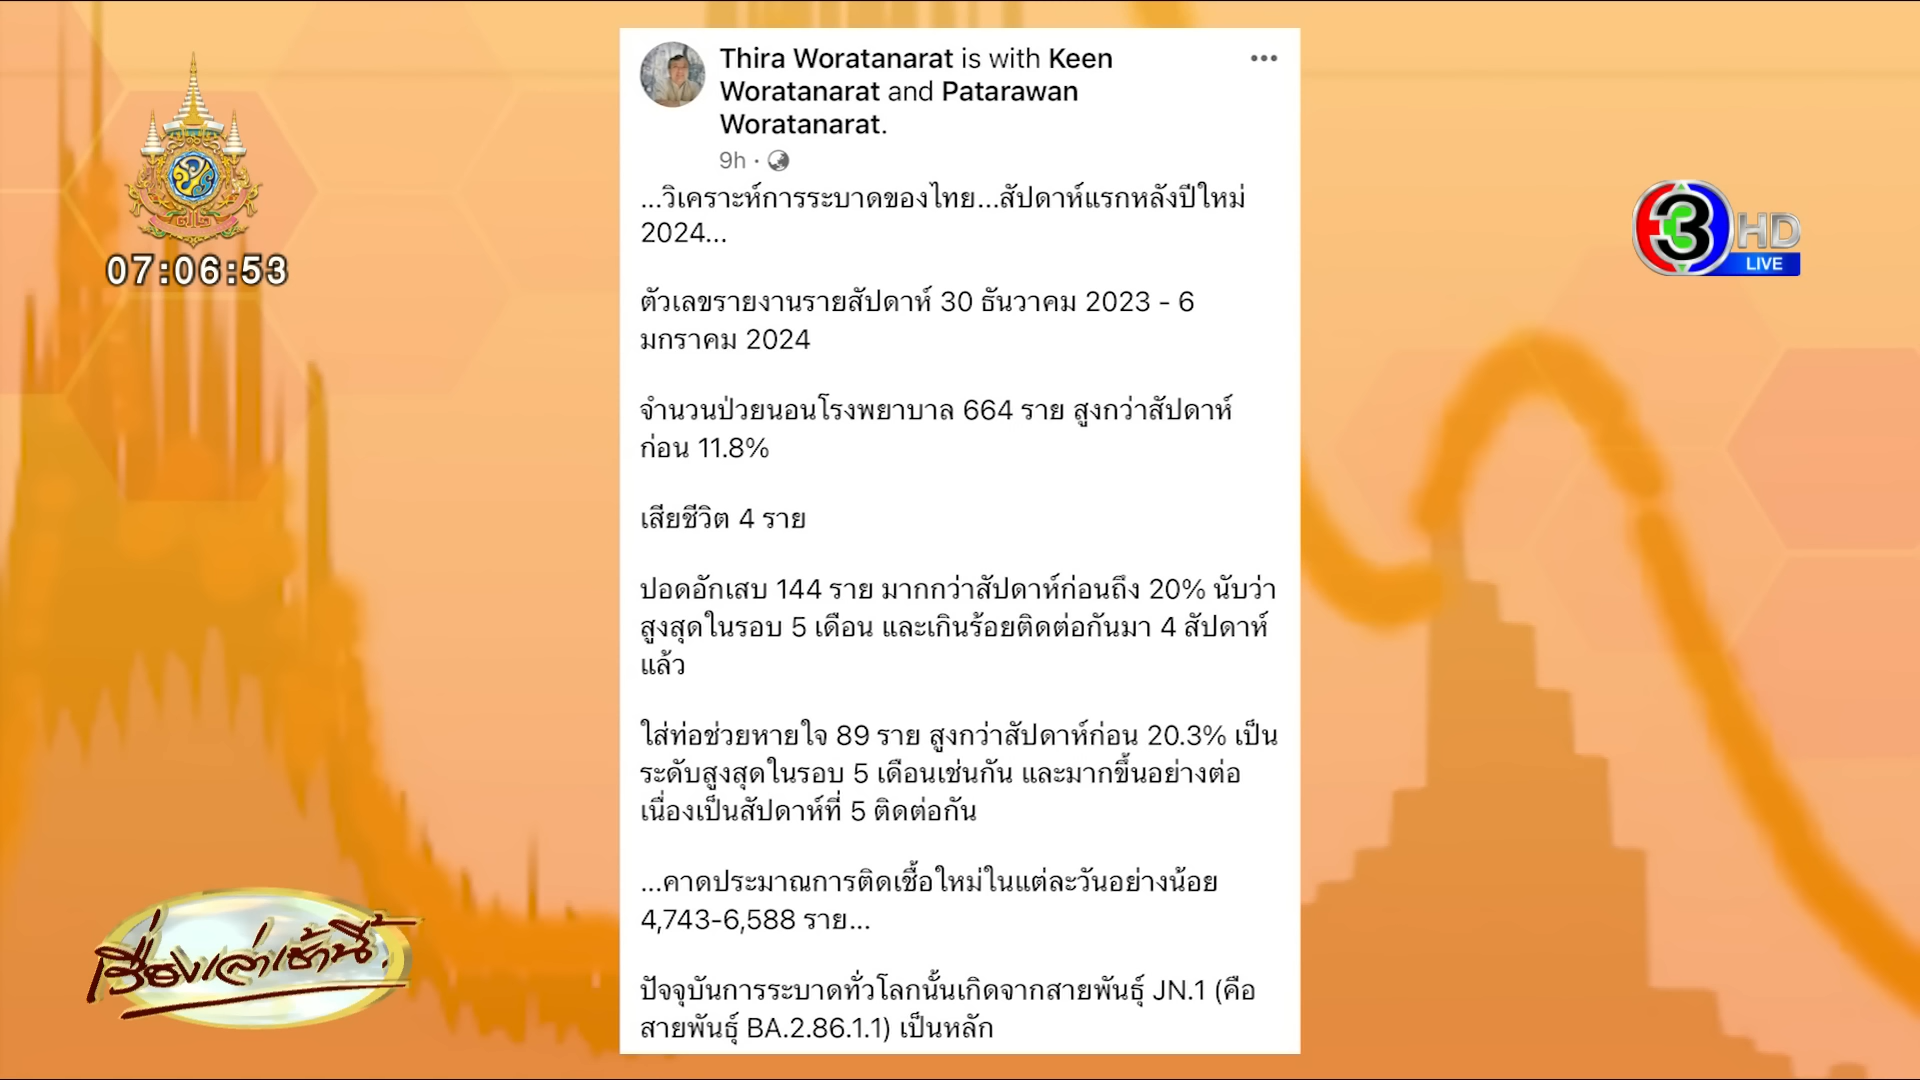 Thira Woratanarat is with Keen
Woratanarat and Patarawan
Woratanarat.
9h ·
...วิเคราะห์การระบาดของไทย...สัปดาห์แรกหลังปีใหม่
2024...
ตัวเลขรายงานรายสัปดาห์ 30 ธันวาคม 2023 - 6
มกราคม 2024
จำนวนป่วยนอนโรงพยาบาล 664 ราย สูงกว่าสัปดาห์
ก่อน 11.8%
เสียชีวิต 4 ราย
ปอดอักเสบ 144 ราย มากกว่าสัปดาห์ก่อนถึง 20% นับว่า
สูงสุดในรอบ 5 เดือน และเกินร้อยติดต่อกันมา 4 สัปดาห์
แล้ว
ใส่ท่อช่วยหายใจ 89 ราย สูงกว่าสัปดาห์ก่อน 20.3% เป็น
ระดับสูงสุดในรอบ 5 เดือนเช่นกัน และมากขึ้นอย่างต่อ
เนื่องเป็นสัปดาห์ที่ 5 ติดต่อกัน
...คาดประมาณการติดเชื้อใหม่ในแต่ละวันอย่างน้อย
4,743-6,588 ราย...
ปัจจุบันการระบาดทั่วโลกนั้นเกิดจากสายพันธุ์ JN.1 (คือ
สายพันธุ์ BA.2.86.1.1) เป็นหลัก
07:06:53
3 HD
LIVE
เรื่องเล่าเช้านี้